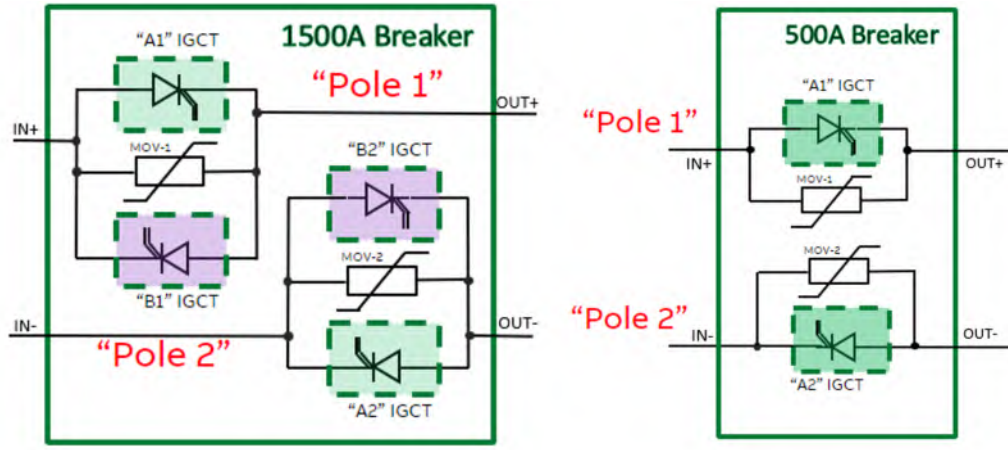 1500A Breaker
"A1" IGCT
"Pole 1"
IN+
OUT+
MOV-1
"B2" IGCT
MOV-2
"B1" IGCT
IN-
OUT-
"Pole 2"
"A2" IGCT
500A Breaker
"A1" IGCT
"Pole 1"
IN+
OUT+
MOV-1
MOV-2
"Pole 2"
IN-
OUT-
"A2" IGCT